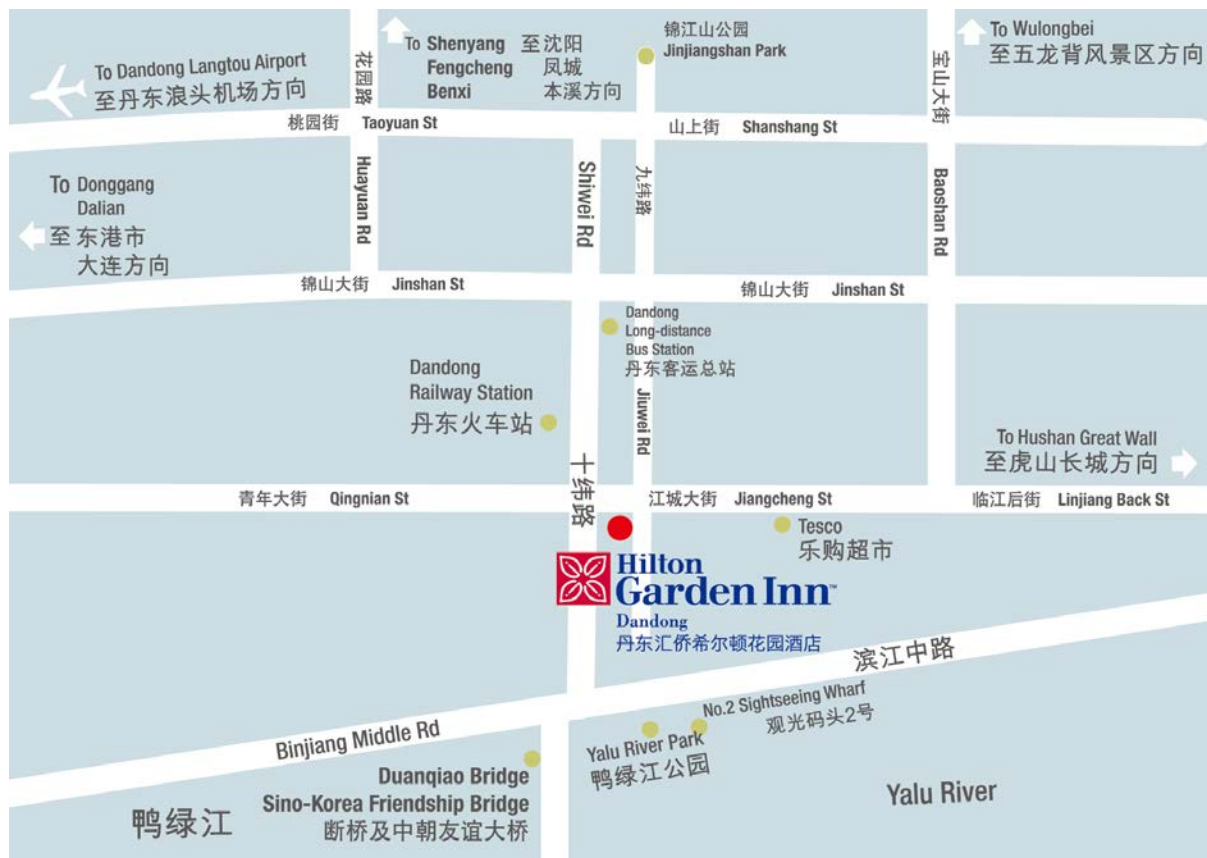 To Dandong Langtou Airport
至丹东浪头机场方向
花园路
To Shenyang 至沈阳
Fengcheng 凤城
Benxi 本溪方向
锦江山公园
Jinjiangshan Park
宝山大街
To Wulongbei
至五龙背风景区方向
桃园街 Taoyuan St
山上街 Shanshang St
To Donggang
Dalian
至 东港市
大连方向
Huayuan Rd
Shiwei Rd
九纬路
Baoshan Rd
锦山大街 Jinshan St
锦山大街 Jinshan St
Dandong
Long-distance
Bus Station
丹东客运总站
Dandong
Railway Station
丹东火车站
Jiuwei Rd
To Hushan Great Wall
至虎山长城方向
十纬路
青年大街 Qingnian St
江城大街 Jiangcheng St
临江后街 Linjiang Back St
Tesco
乐购超市
Hilton
Garden Inn™
Dandong
丹东汇侨希尔顿花园酒店
滨江中路
Binjiang Middle Rd
No.2 Sightseeing Wharf
观光码头2号
Yalu River Park
鸭绿江公园
Duanqiao Bridge
Sino-Korea Friendship Bridge
断桥及中朝友谊大桥
鸭绿江
Yalu River